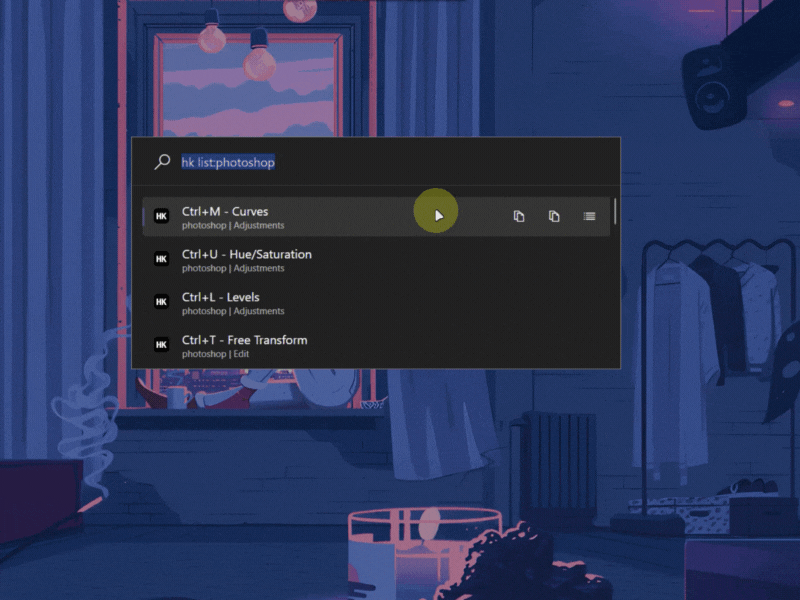 hk list:photoshop
HK
Ctrl+M - Curves
photoshop | Adjustments
HK
Ctrl+U - Hue/Saturation
photoshop | Adjustments
HK
Ctrl+L - Levels
photoshop | Adjustments
HK
Ctrl+T - Free Transform
photoshop | Edit